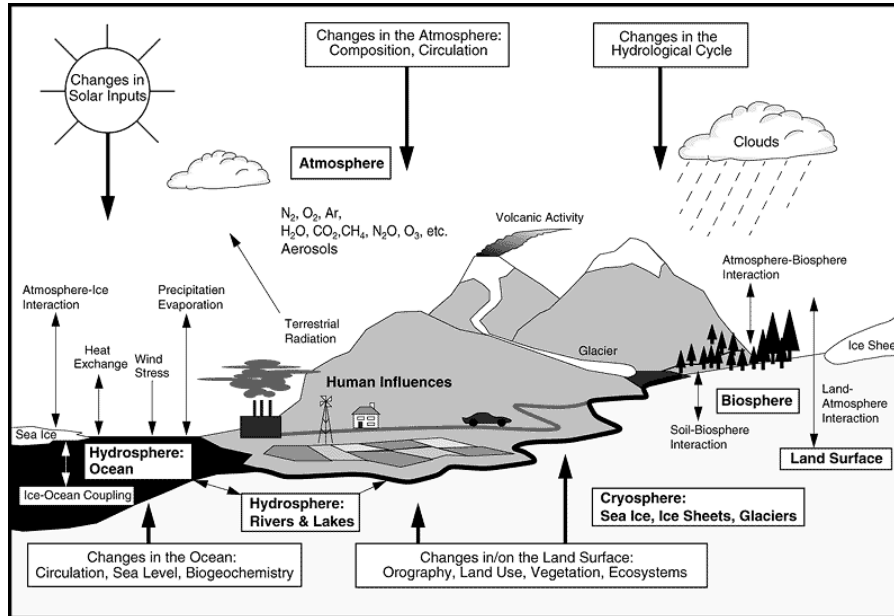 Changes in
Solar Inputs
Changes in the Atmosphere:
Composition, Circulation
Changes in the
Hydrological Cycle
Clouds
Atmosphere
N2, O2, Ar,
H2O, CO2,CH4, N2O, O3, etc.
Aerosols
Volcanic Activity
Atmosphere-Biosphere
Interaction
Atmosphere-Ice
Interaction
Precipitation
Evaporation
Terrestrial
Radiation
Heat
Exchange
Wind
Stress
Glacier
Ice Shee
Human Influences
Land-
Atmosphere
Interaction
Biosphere
Soil-Biosphere
Interaction
Land Surface
Sea Ice
Hydrosphere:
Ocean
Ice-Ocean Coupling
Hydrosphere:
Rivers & Lakes
Cryosphere:
Sea Ice, Ice Sheets, Glaciers
Changes in the Ocean:
Circulation, Sea Level, Biogeochemistry
Changes in/on the Land Surface:
Orography, Land Use, Vegetation, Ecosystems